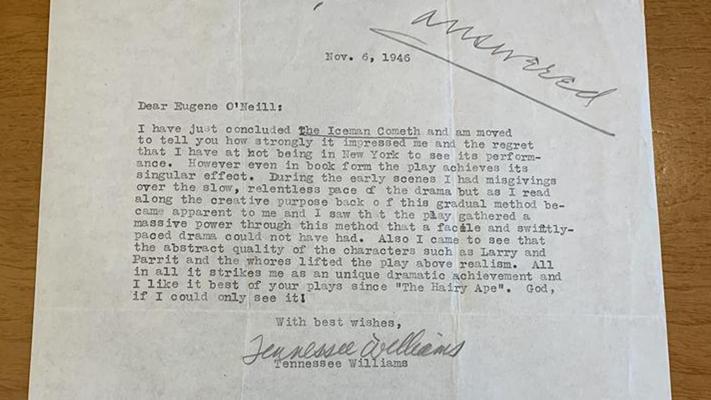 answered
Nov. 6, 1946
Dear Eugene O'Neill:
I have just concluded The Iceman Cometh and am moved
to tell you how strongly it impressed me and the regret
that I have at hot being in New York to see its perform-
ance. However even in book form the play achieves its
singular effect. During the early scenes I had misgivings
over the slow, relentless pace of the drama but as I read
along the creative purpose back o f this gradual method be-
came apparent to me and I saw that the play gathered a
massive power through this method that a facile and swiftly-
paced drama could not have had. Also I came to see that
the abstract quality of the characters such as Larry and
Parrit and the whores lifted the play above realism. All
in all it strikes me as an unique dramatic achievement and
I like it best of your plays since "The Hairy Ape". God,
if I could only see it!
With best wishes,
Tennessee Williams
Tennessee Williams